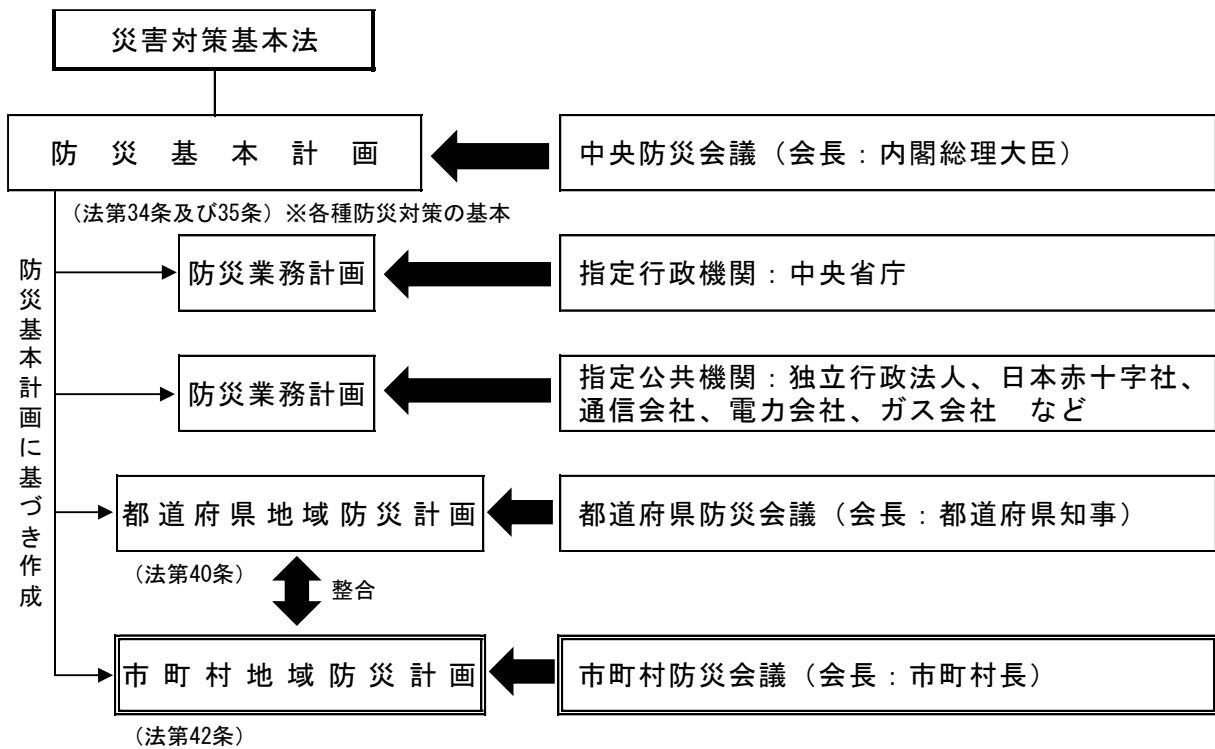 災害対策基本法
防災基本計画
中央防災会議（会長：内閣総理大臣）
（法第34条及び35条）※各種防災対策の基本
防災基本計画に基づき作成
防災業務計画
指定行政機関：中央省庁
防災業務計画
指定公共機関：独立行政法人、日本赤十字社、
通信会社、電力会社、ガス会社　など
都道府県地域防災計画
都道府県防災会議（会長：都道府県知事）
（法第40条）
整合
市町村地域防災計画
市町村防災会議（会長：市町村長）
（法第42条）